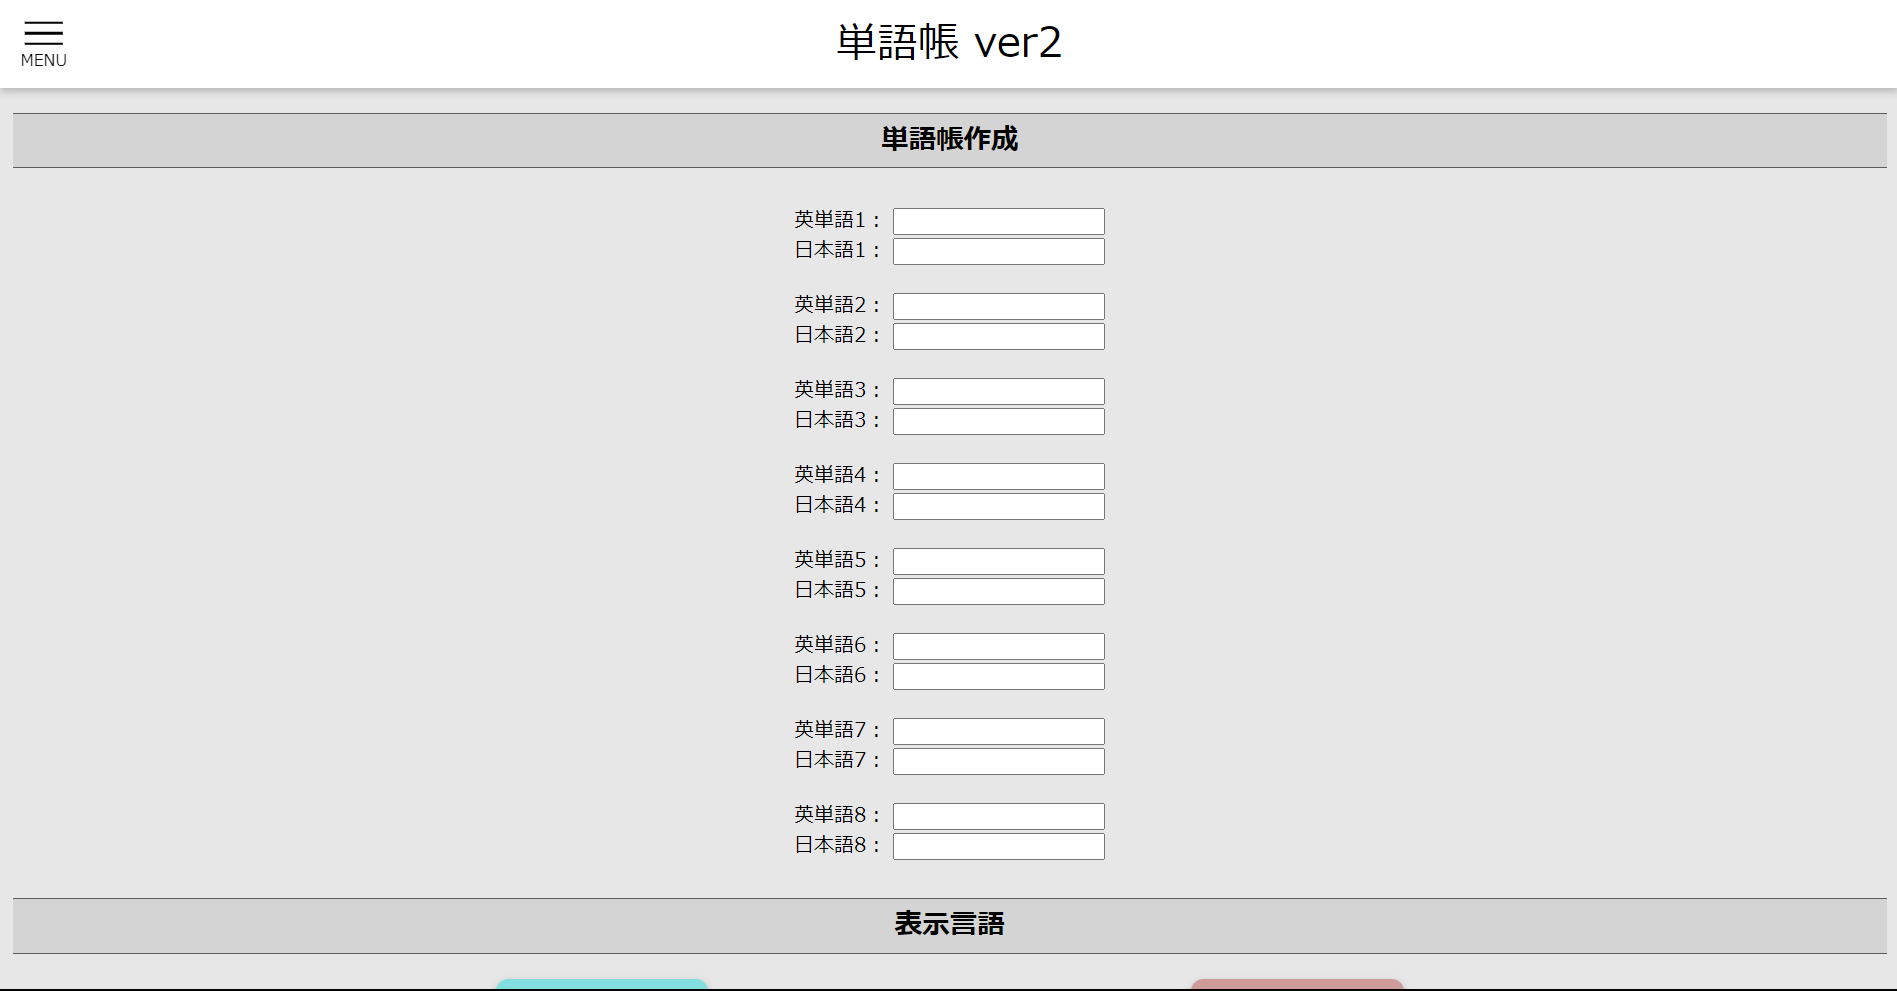 MENU
単語帳 ver2
単語帳作成
英単語1：
日本語1：
英単語2：
日本語2：
英単語3：
日本語3：
英単語4：
日本語4：
英単語5：
日本語5：
英単語6：
日本語6：
英単語7：
日本語7：
英単語8：
日本語8：
表示言語